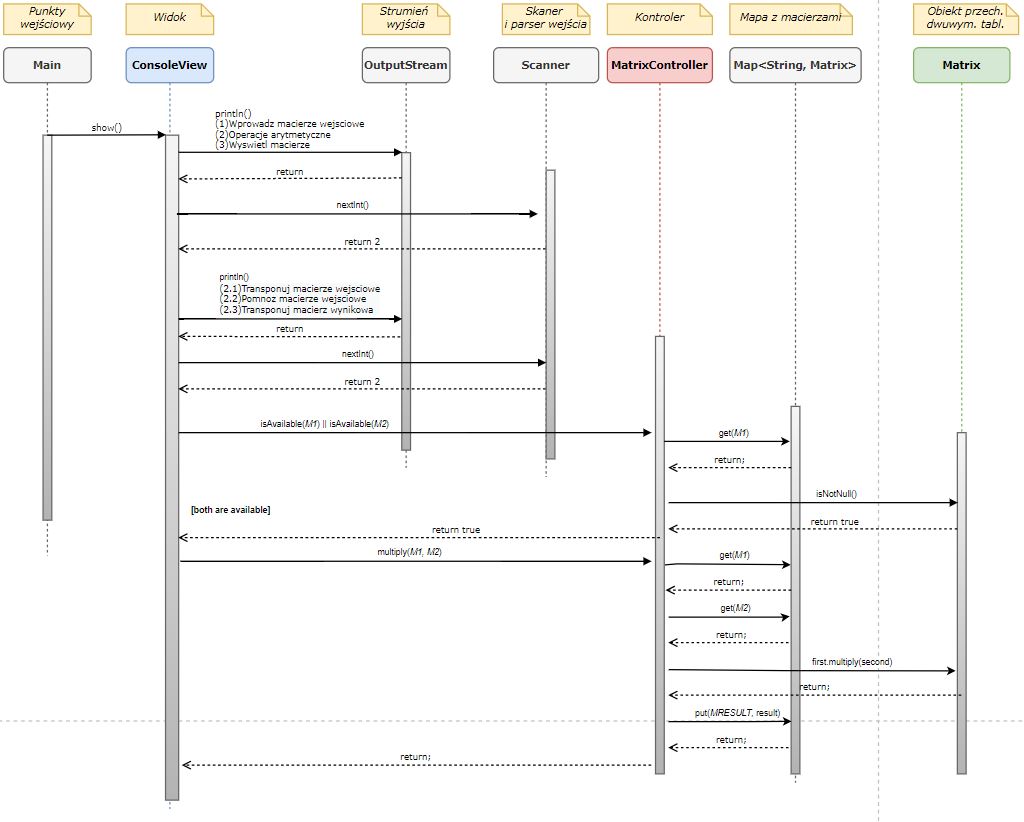 Punkty
wejściowy
Widok
Strumień
wyjścia
Skaner
i parser wejścia
Kontroler
Mapa z macierzami
Obiekt przech.
dwuwym. tabl.
Main
ConsoleView
OutputStream
Scanner
MatrixController
Map<String, Matrix>
Matrix
show()
println()
(1)Wprowadz macierze wejsciowe
(2)Operacje arytmetyczne
(3)Wyswietl macierze
return
nextInt()
return 2
println()
(2.1)Transponuj macierze wejsciowe
(2.2)Pomnoz macierze wejsciowe
(2.3)Transponuj macierz wynikowa
return
nextInt()
return 2
isAvailable(M1) || isAvailable(M2)
get(M1)
return;
isNotNull()
[both are available]
return true
return true
multiply(M1, M2)
get(M1)
return;
get(M2)
return;
first.multiply(second)
return;
put(MRESULT, result)
return;
return;